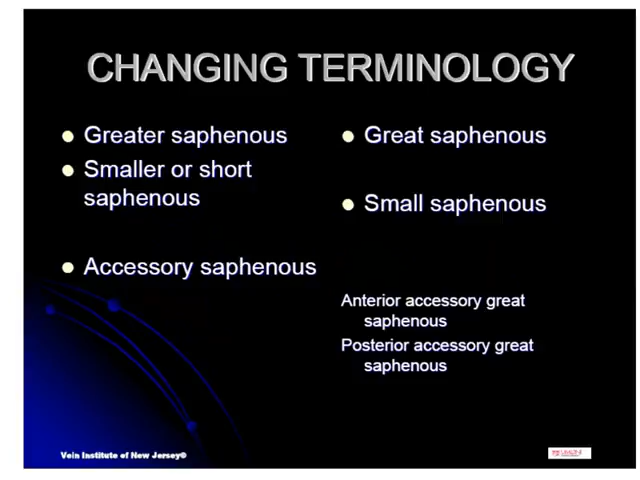 CHANGING TERMINOLOGY
Greater saphenous
Smaller or short
saphenous
Accessory saphenous
Great saphenous
Small saphenous
Anterior accessory great
saphenous
Posterior accessory great
saphenous
Vein Institute of New Jersey©